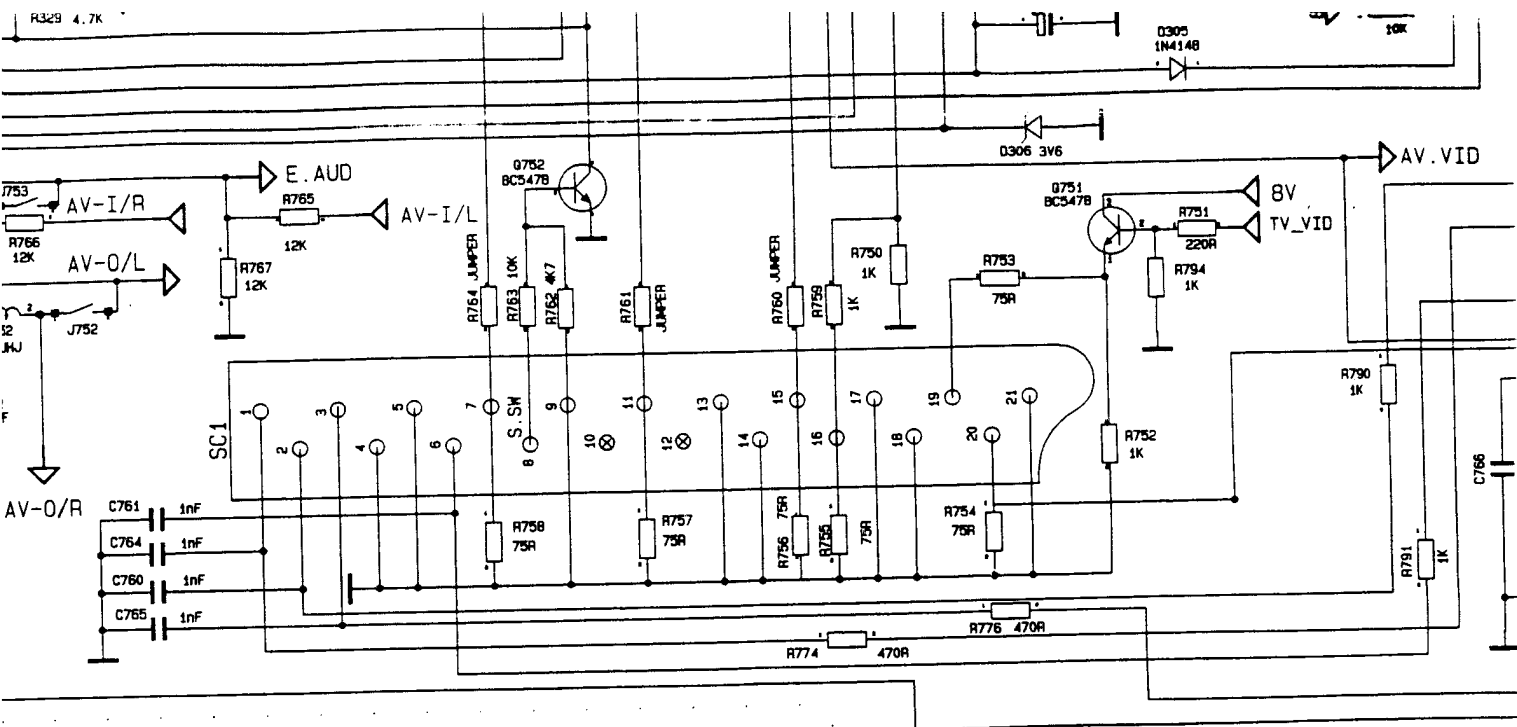 R329 4.7K
D305
1N4148
10K
D306 3V6
AV.VID
Q752
BC547B
E.AUD
J753
AV-I/R
R765
12K
AV-I/L
R766
12K
AV-O/L
R767
12K
J752
AV-O/R
R764 JUMPER
R763 10K
R762 4K7
R761
JUMPER
R760 JUMPER
R759
1K
R750
1K
R753
75R
Q751
BC547B
8V
R751
220R
TV_VID
R794
1K
R790
1K
R752
1K
SC1
S.SW
1
2
3
4
5
6
7
8
9
10
11
12
13
14
15
16
17
18
19
20
21
C761 1nF
C764 1nF
C760 1nF
C765 1nF
R758
75R
R757
75R
R756 75R
R755
75R
R754
75R
R791
1K
C766
R776 470R
R774 470R